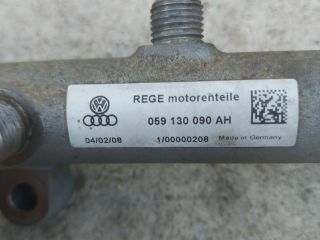 REGE motorenteile
059 130 090 AH
04/02/08 1/00000208 Made in Germany